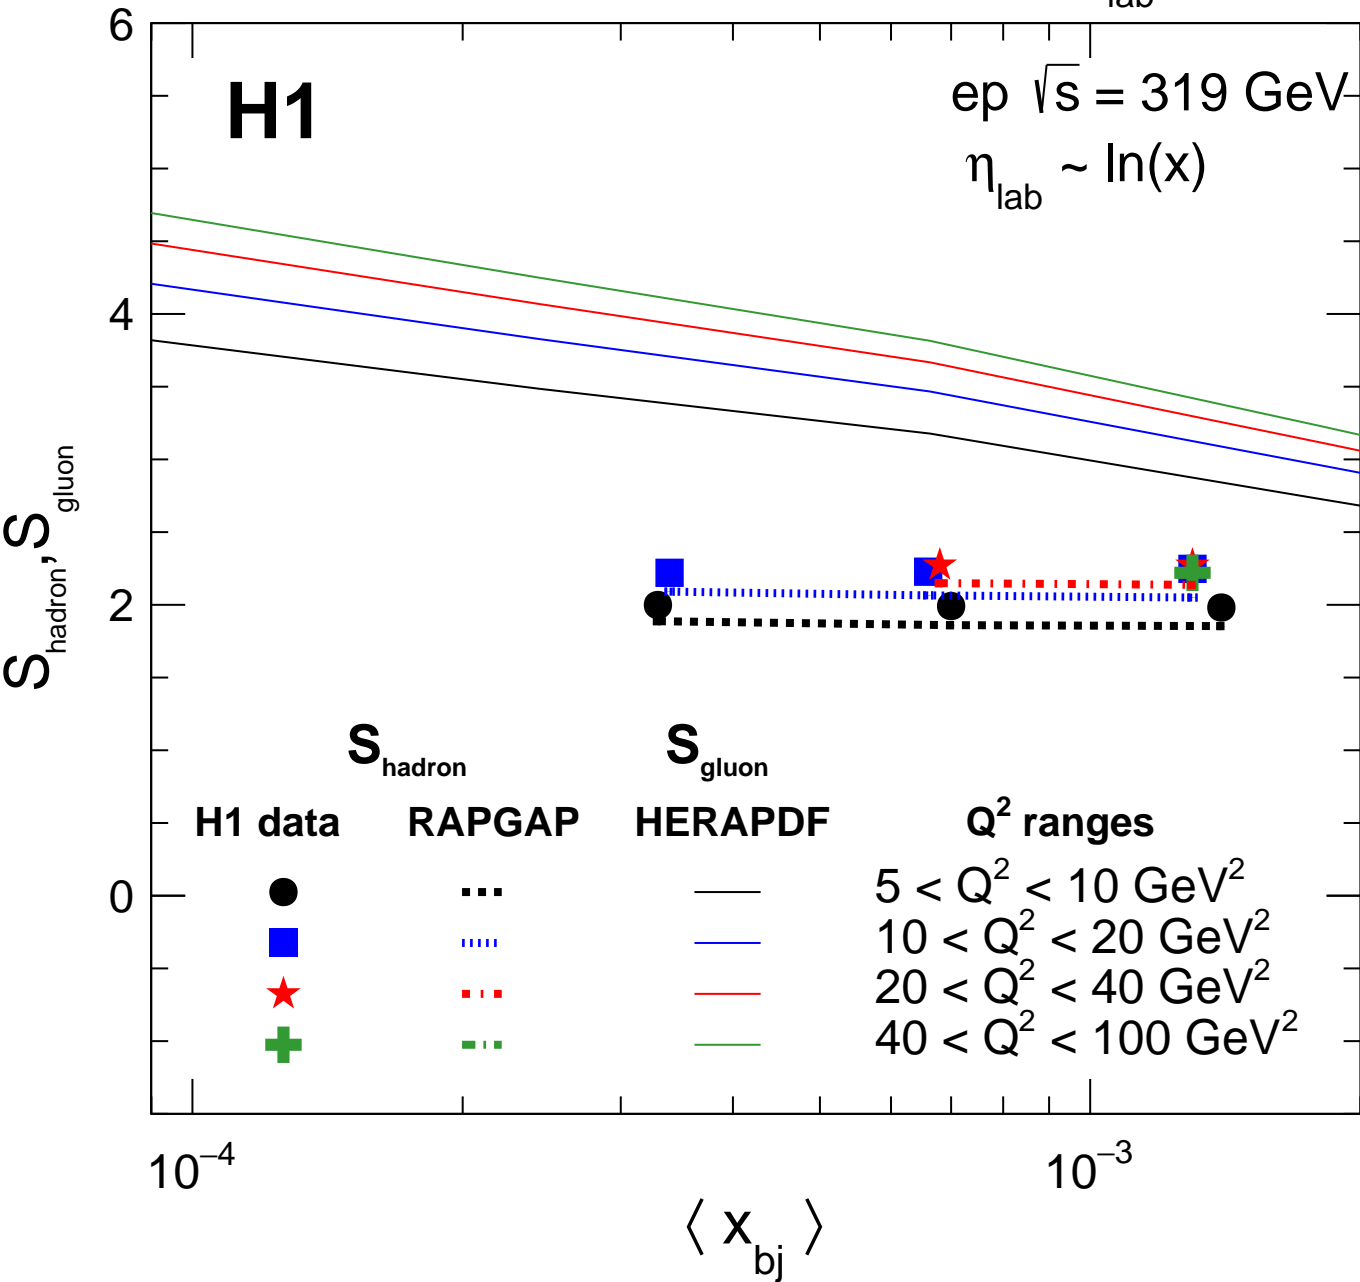 lab
6
H1
ep √s = 319 GeV
η_lab ~ ln(x)
4
S_hadron, S_gluon
2
S_hadron S_gluon
H1 data RAPGAP HERAPDF Q² ranges
0
5 < Q² < 10 GeV²
10 < Q² < 20 GeV²
20 < Q² < 40 GeV²
40 < Q² < 100 GeV²
10⁻⁴ 10⁻³
⟨ x_bj ⟩